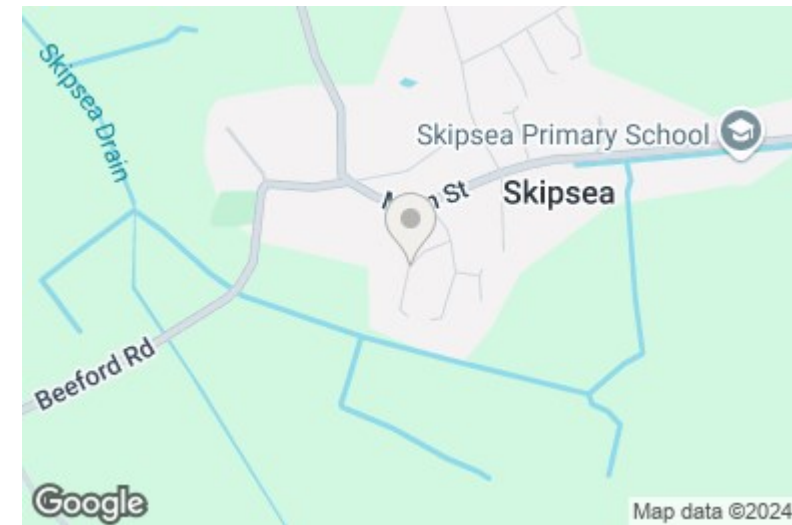 Skipsea Drain
Skipsea Primary School
St
Skipsea
Beeford Rd
Google
Map data ©2024